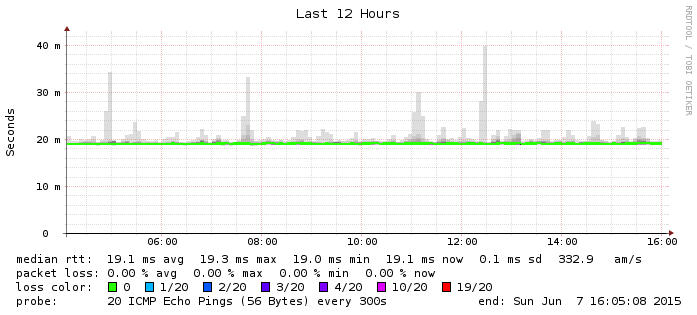 Last 12 Hours
RRDTOOL / TOBI OETIKER
Seconds
40 m
30 m
20 m
10 m
0
06:00 08:00 10:00 12:00 14:00 16:00
median rtt: 19.1 ms avg 19.3 ms max 19.0 ms min 19.1 ms now 0.1 ms sd 332.9 am/s
packet loss: 0.00 % avg 0.00 % max 0.00 % min 0.00 % now
loss color: 0 1/20 2/20 3/20 4/20 10/20 19/20
probe: 20 ICMP Echo Pings (56 Bytes) every 300s end: Sun Jun 7 16:05:08 2015